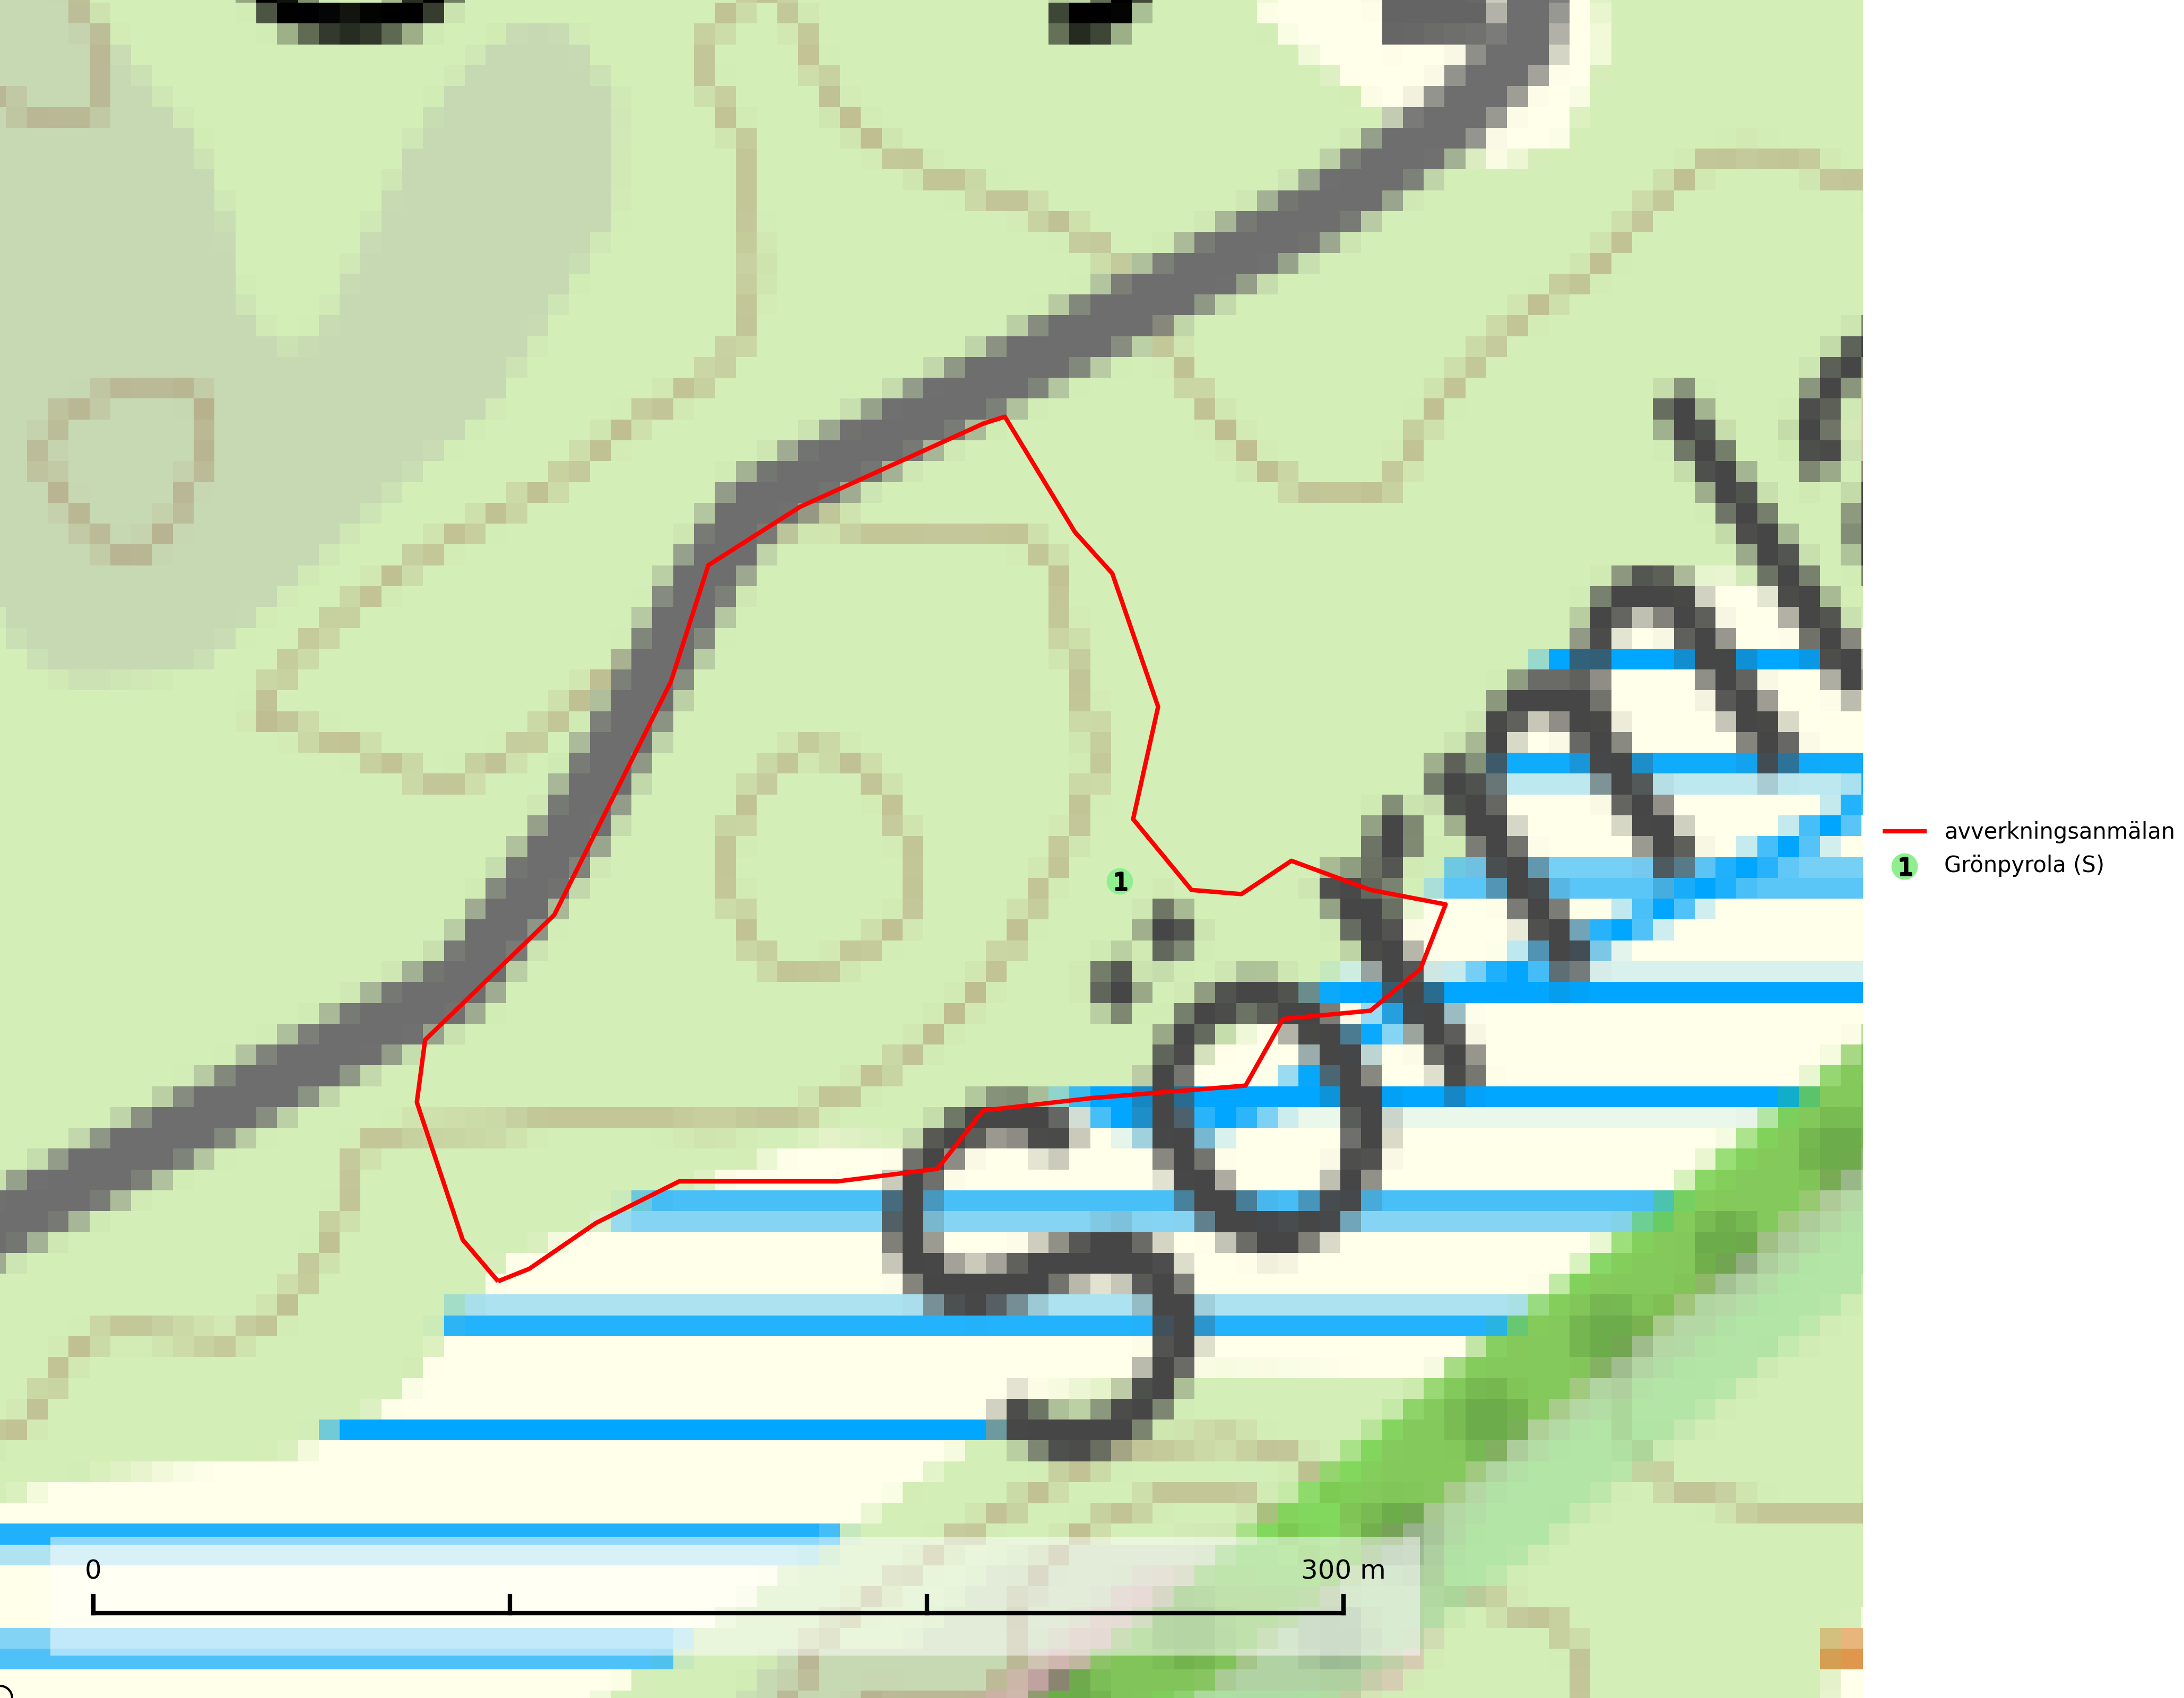 1
avverkningsanmälan
1 Grönpyrola (S)
0 300 m